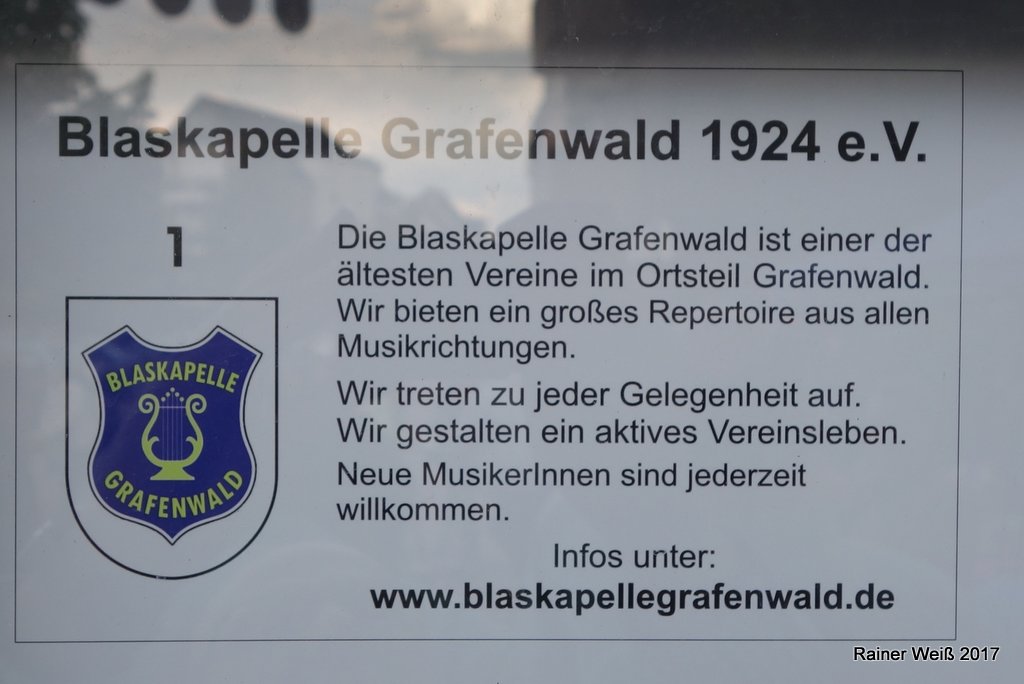 Blaskapelle Grafenwald 1924 e.V.
1
BLASKAPELLE
GRAFENWALD
Die Blaskapelle Grafenwald ist einer der
ältesten Vereine im Ortsteil Grafenwald.
Wir bieten ein großes Repertoire aus allen
Musikrichtungen.
Wir treten zu jeder Gelegenheit auf.
Wir gestalten ein aktives Vereinsleben.
Neue MusikerInnen sind jederzeit
willkommen.
Infos unter:
www.blaskapellegrafenwald.de
Rainer Weiß 2017